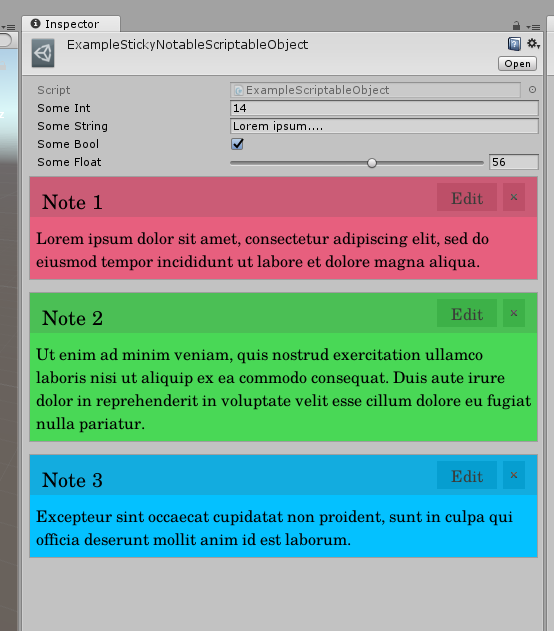 Inspector
ExampleStickyNotableScriptableObject
Open
Script ExampleScriptableObject
Some Int 14
Some String Lorem ipsum....
Some Bool
Some Float 56
Note 1 Edit x
Lorem ipsum dolor sit amet, consectetur adipiscing elit, sed do
eiusmod tempor incididunt ut labore et dolore magna aliqua.
Note 2 Edit x
Ut enim ad minim veniam, quis nostrud exercitation ullamco
laboris nisi ut aliquip ex ea commodo consequat. Duis aute irure
dolor in reprehenderit in voluptate velit esse cillum dolore eu fugiat
nulla pariatur.
Note 3 Edit x
Excepteur sint occaecat cupidatat non proident, sunt in culpa qui
officia deserunt mollit anim id est laborum.